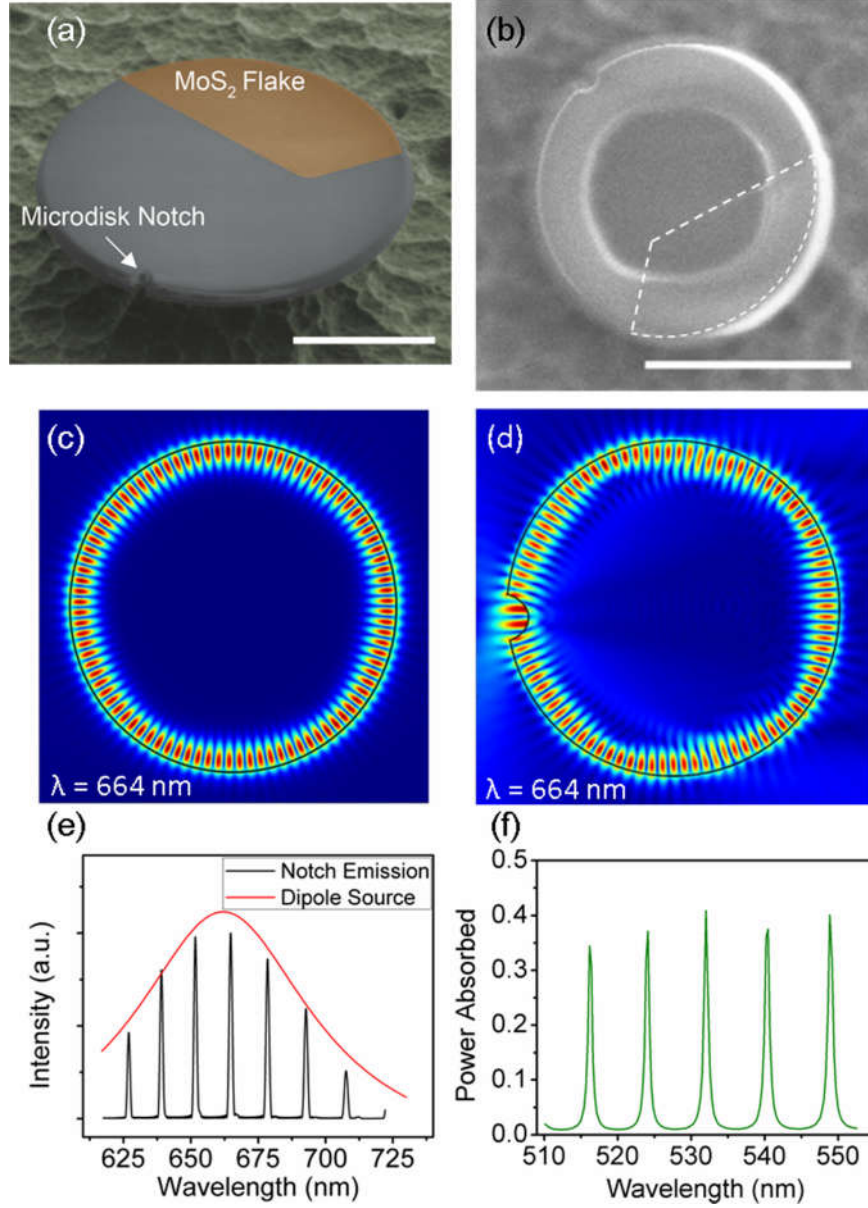 (a)
MoS₂ Flake
Microdisk Notch
(b)
(c)
λ = 664 nm
(d)
λ = 664 nm
(e)
Notch Emission
Dipole Source
Intensity (a.u.)
625 650 675 700 725
Wavelength (nm)
(f)
0.5
0.4
0.3
0.2
0.1
0.0
Power Absorbed
510 520 530 540 550
Wavelength (nm)